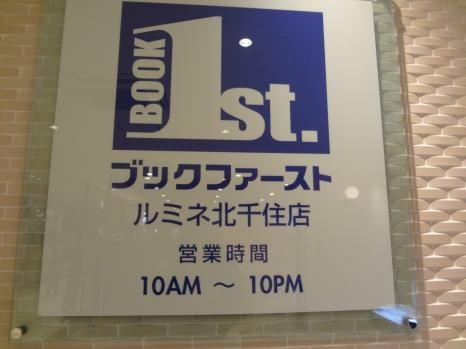 BOOK
1st.
ブックファースト
ルミネ北千住店
営業時間
10AM ～ 10PM